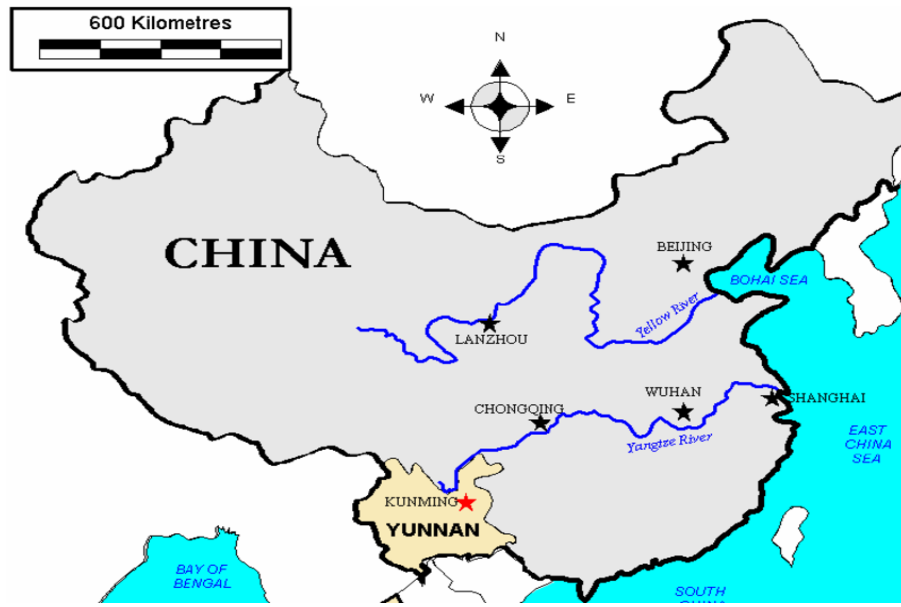 600 Kilometres
N
W
E
S
CHINA
BEIJING
BOHAI SEA
Yellow River
LANZHOU
WUHAN
CHONGQING
SHANGHAI
Yangtze River
EAST
CHINA
SEA
KUNMING
YUNNAN
BAY OF
BENGAL
SOUTH
CHINA